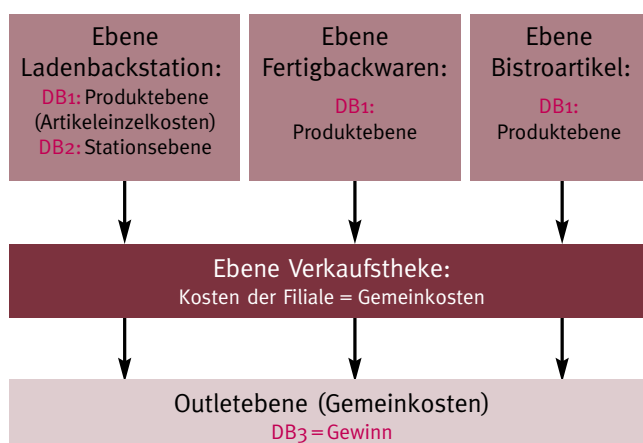 Ebene
Ladenbackstation:
DB1: Produktebene
(Artikeleinzelkosten)
DB2: Stationsebene
Ebene
Fertigbackwaren:
DB1:
Produktebene
Ebene
Bistroartikel:
DB1:
Produktebene
Ebene Verkaufstheke:
Kosten der Filiale = Gemeinkosten
Outletebene (Gemeinkosten)
DB3 = Gewinn